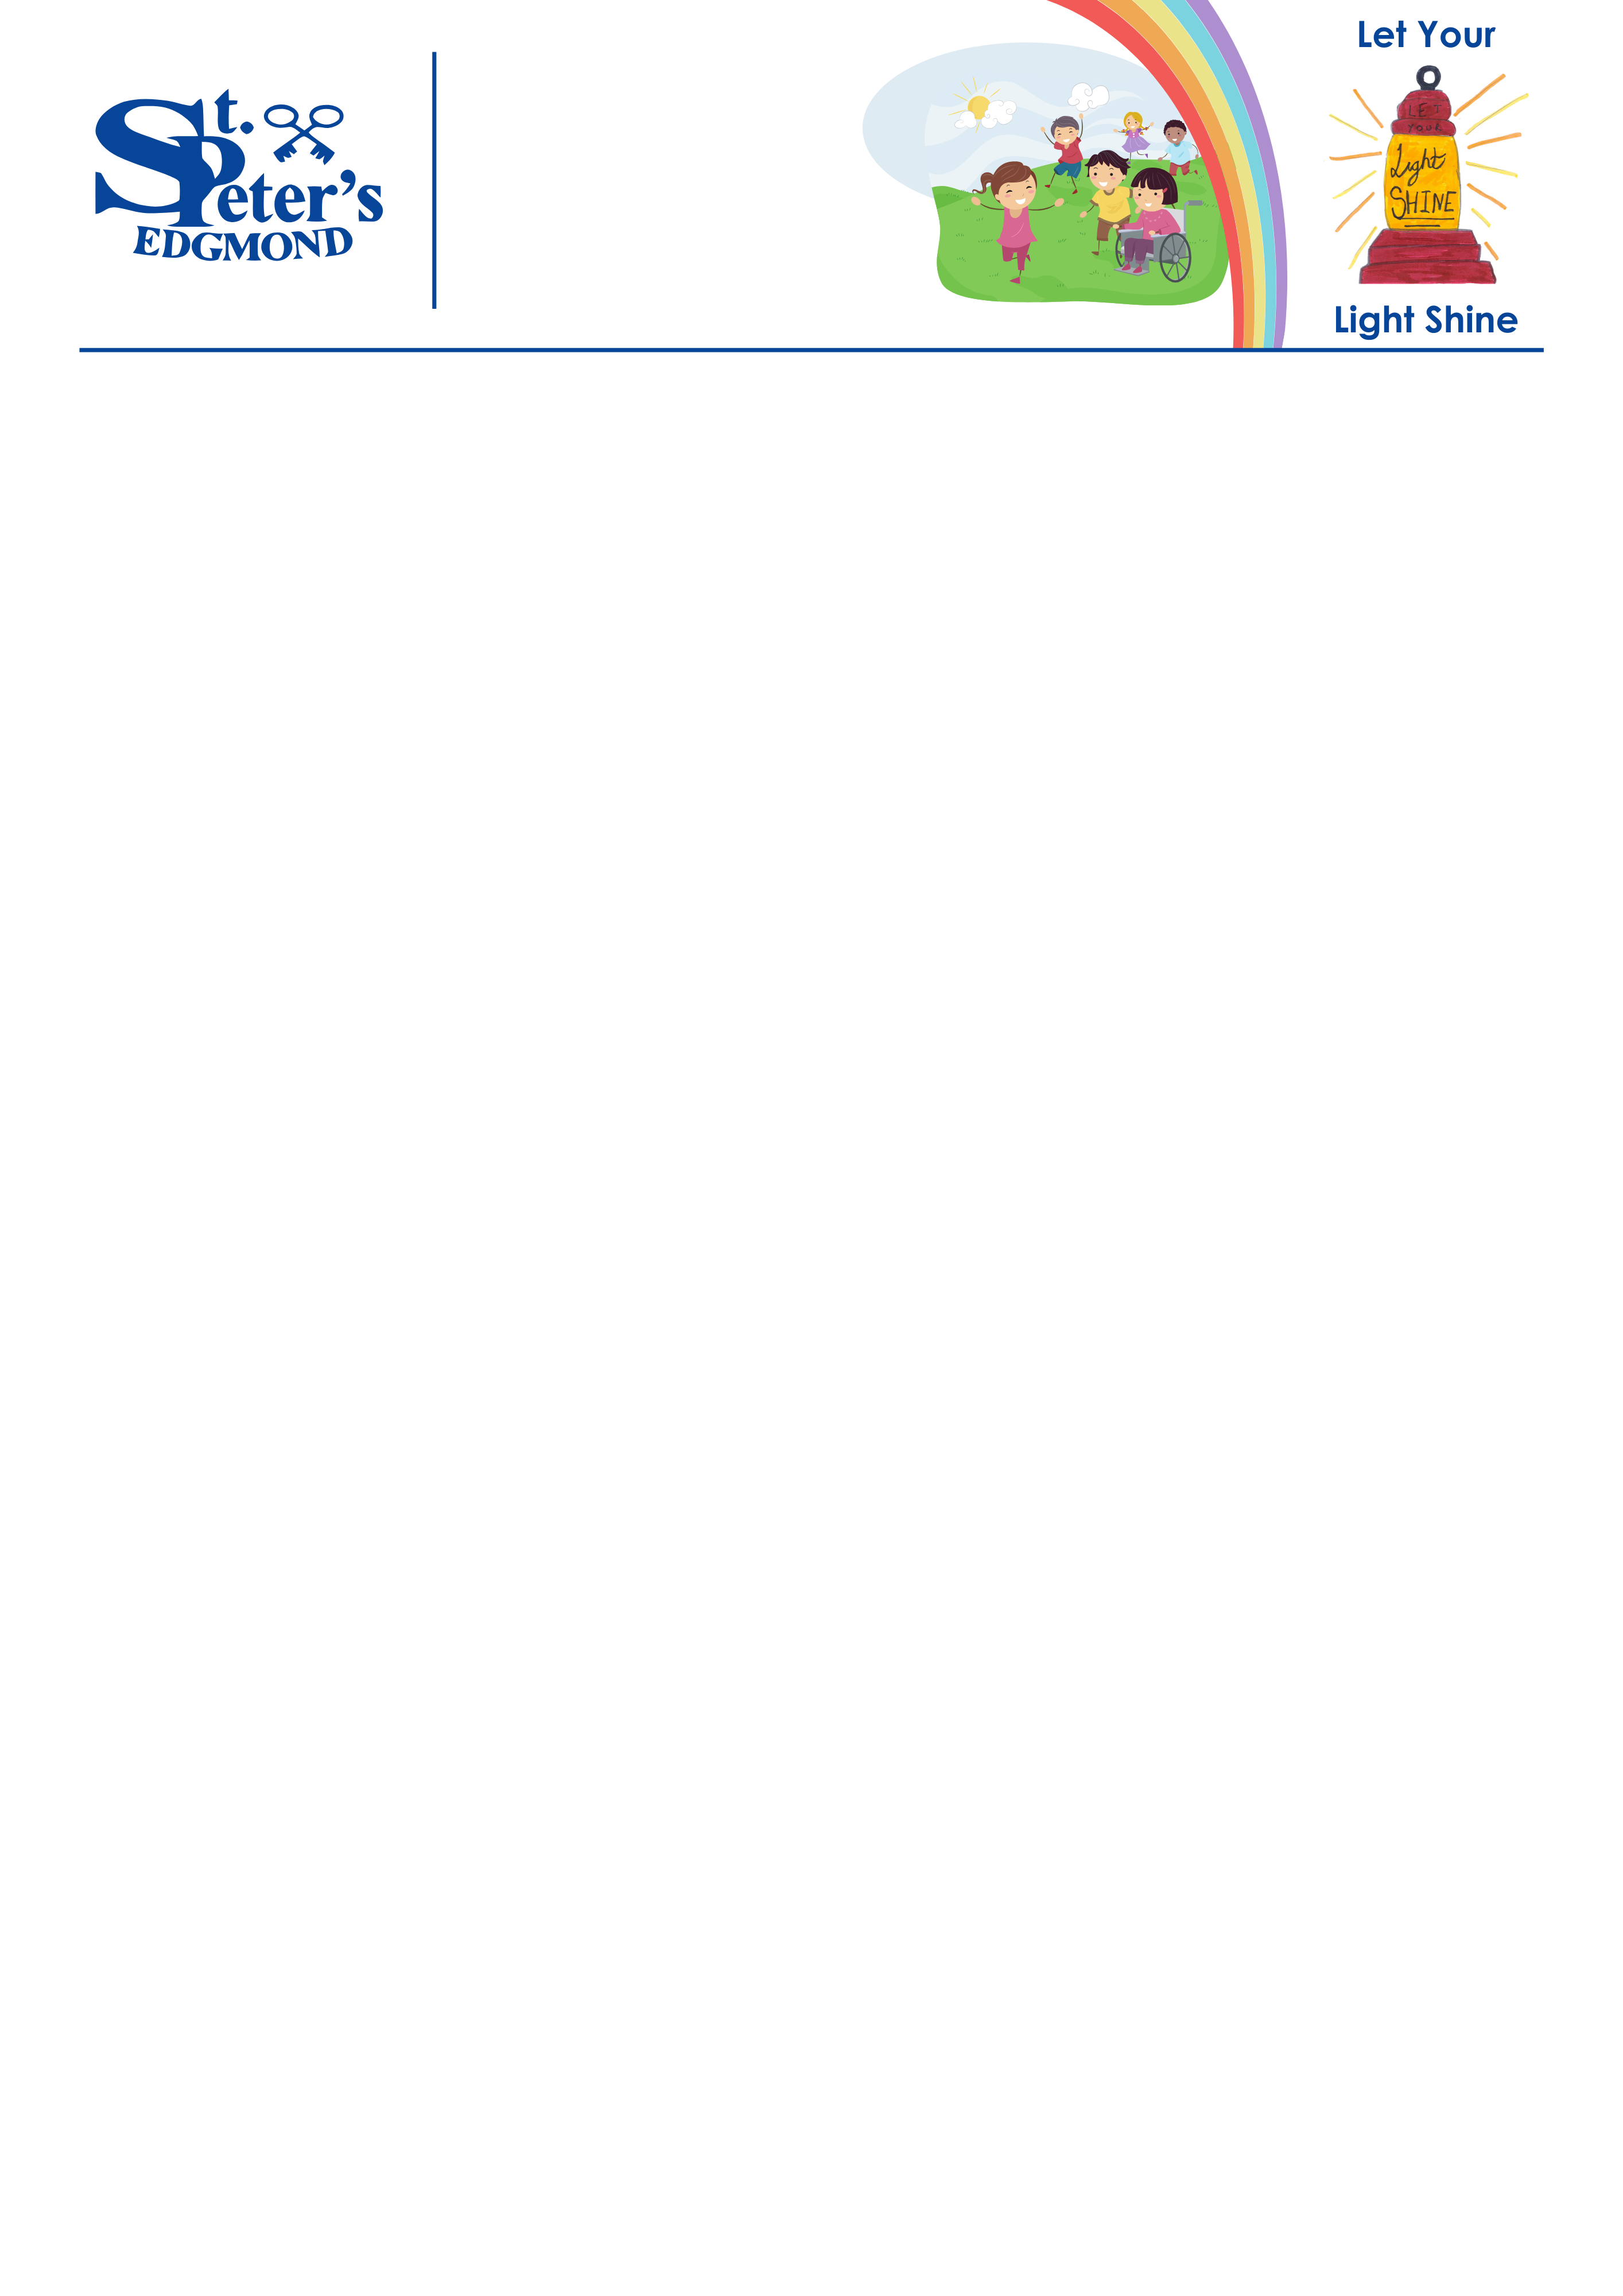 St. Peter's
EDGMOND
Let Your
LET
YOUR
Light
SHINE
Light Shine